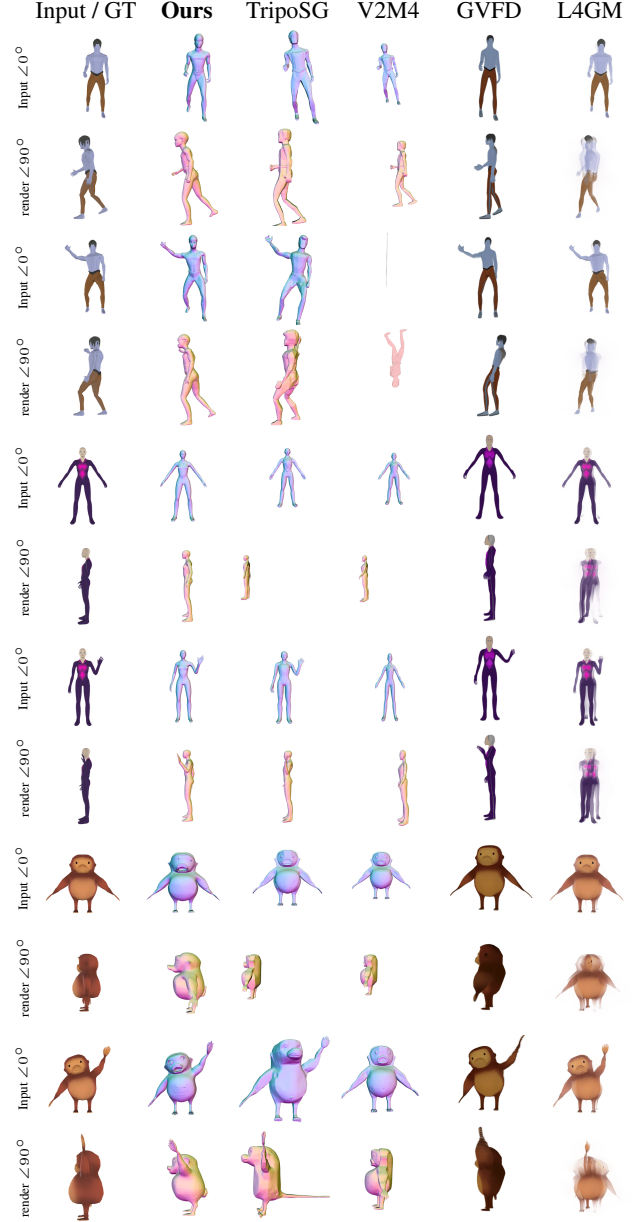 Input / GT Ours TripoSG V2M4 GVFD L4GM
Input ∠0°
render ∠90°
Input ∠0°
render ∠90°
Input ∠0°
render ∠90°
Input ∠0°
render ∠90°
Input ∠0°
render ∠90°
Input ∠0°
render ∠90°